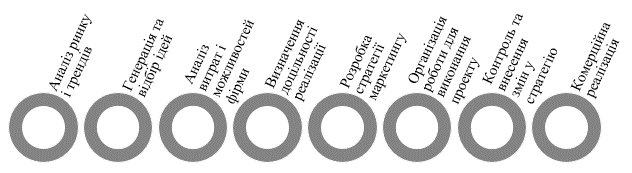 Аналіз ринку
і трендів
Генерація та
відбір ідей
Аналіз
витрат і
можливостей
фірми
Визначення
доцільності
реалізації
Розробка
стратегії
маркетингу
Організація
роботи для
виконання
проекту
Контроль та
внесення
змін у
стратегію
Комерційна
реалізація